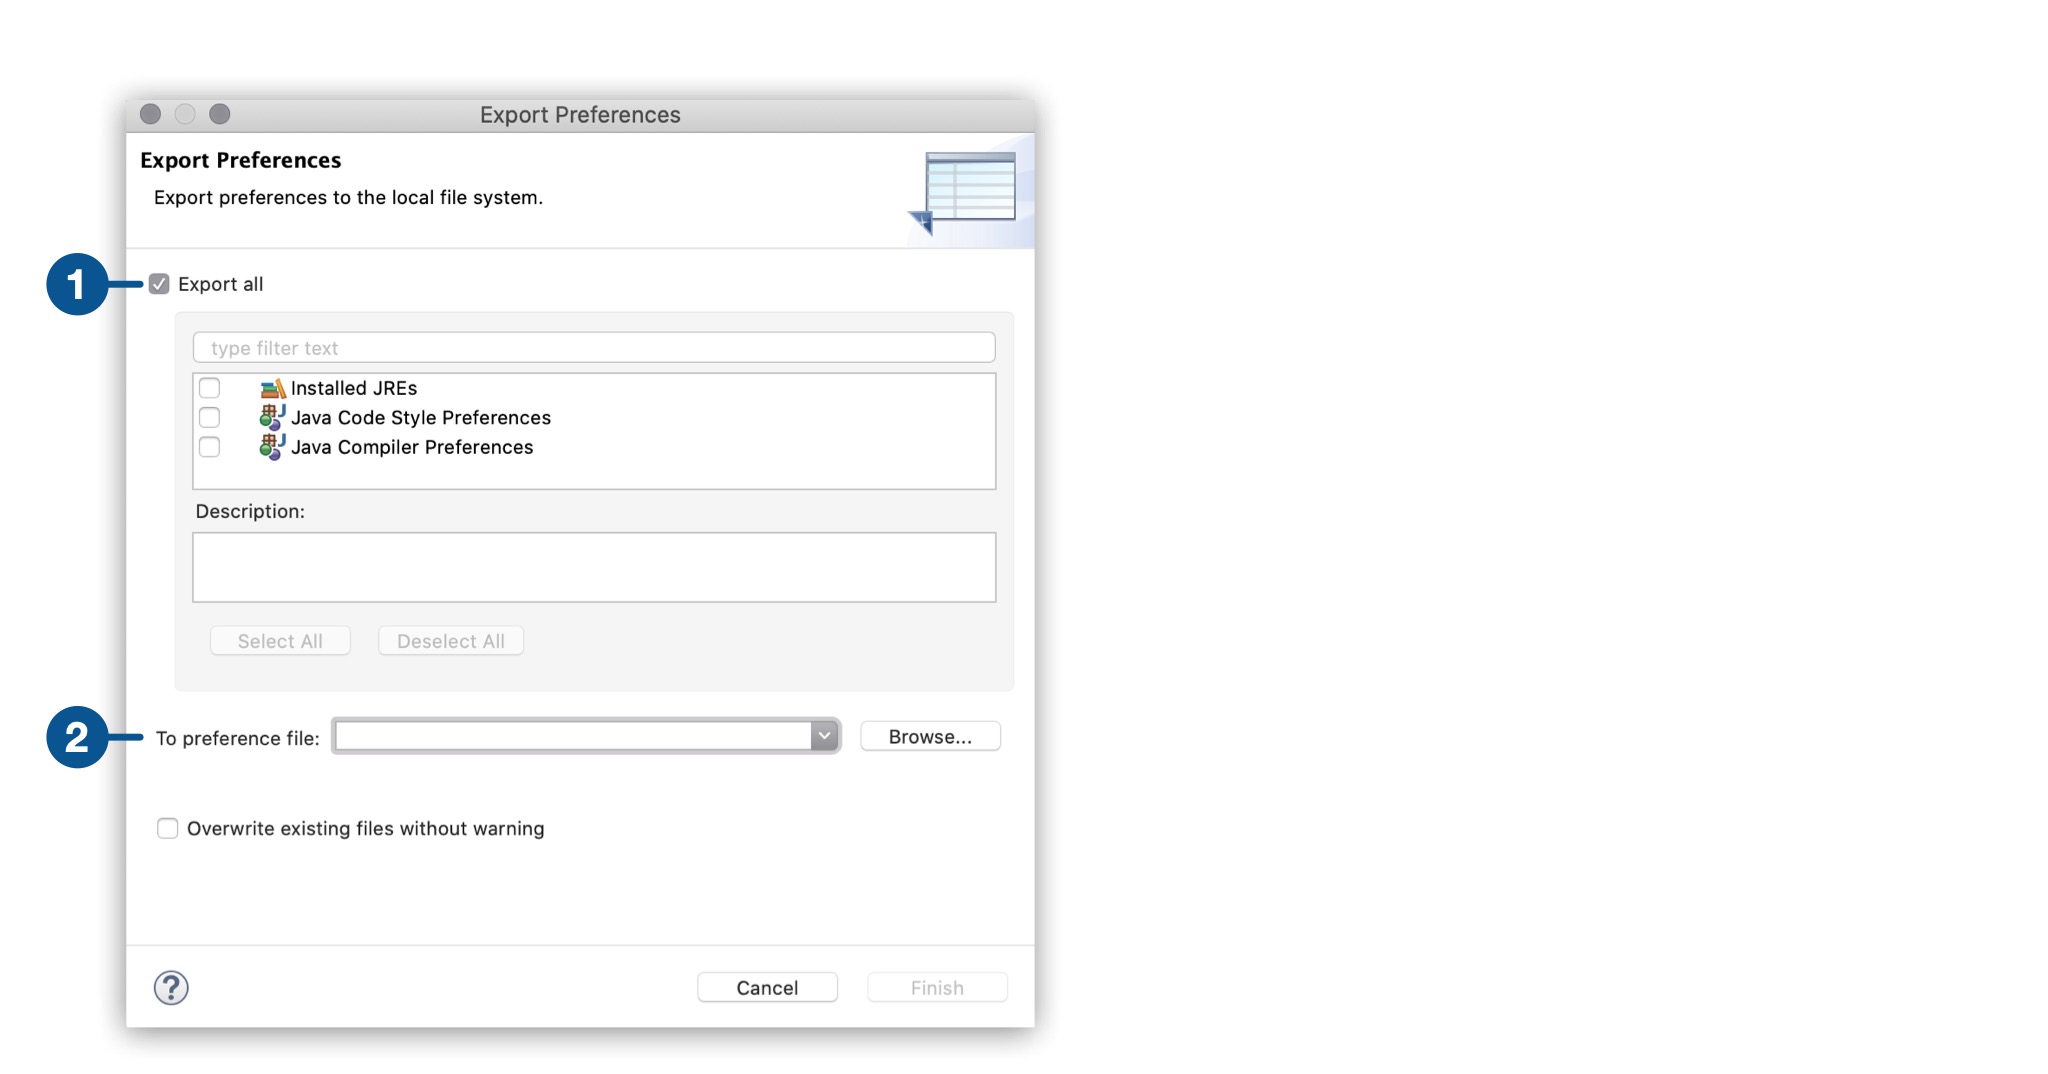 Export Preferences
Export Preferences
Export preferences to the local file system.
1
Export all
type filter text
Installed JREs
Java Code Style Preferences
Java Compiler Preferences
Description:
Select All
Deselect All
2
To preference file:
Browse...
Overwrite existing files without warning
?
Cancel
Finish